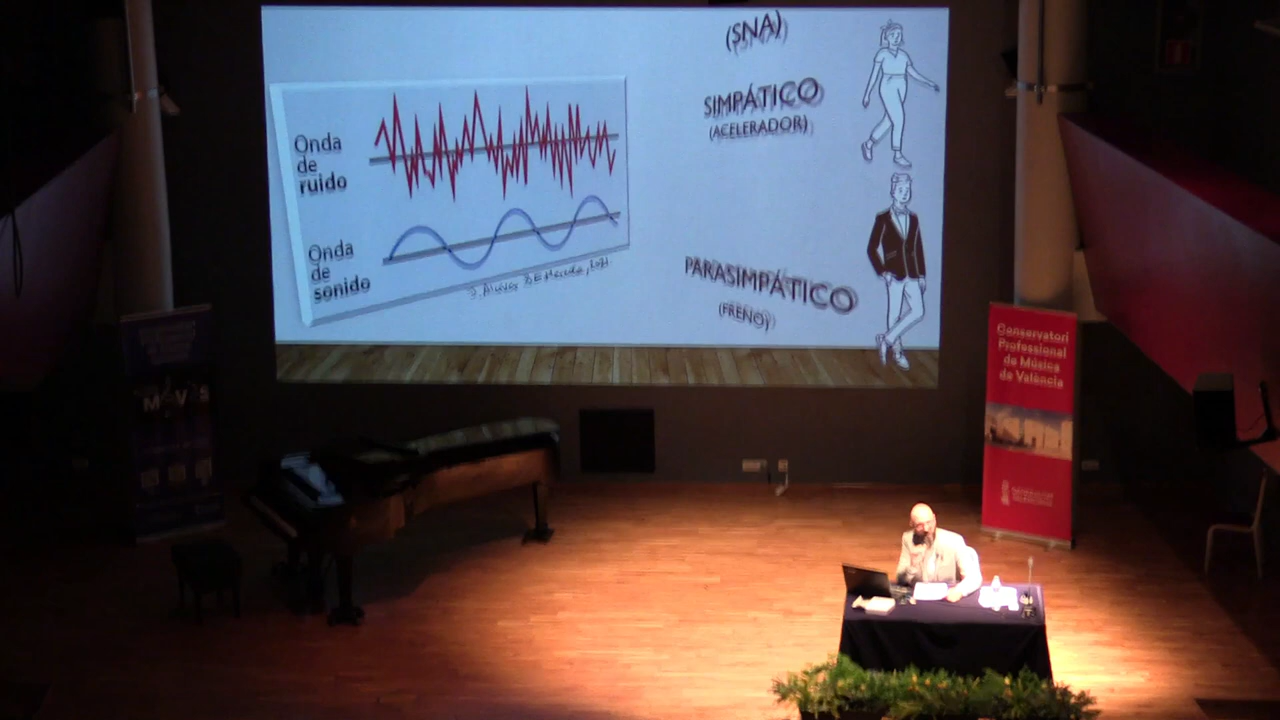 (SNA)
SIMPÁTICO
(ACELERADOR)
Onda
de
ruido
Onda
de
sonido
PARASIMPÁTICO
(FRENO)
Conservatori
Professional
de Música
de València